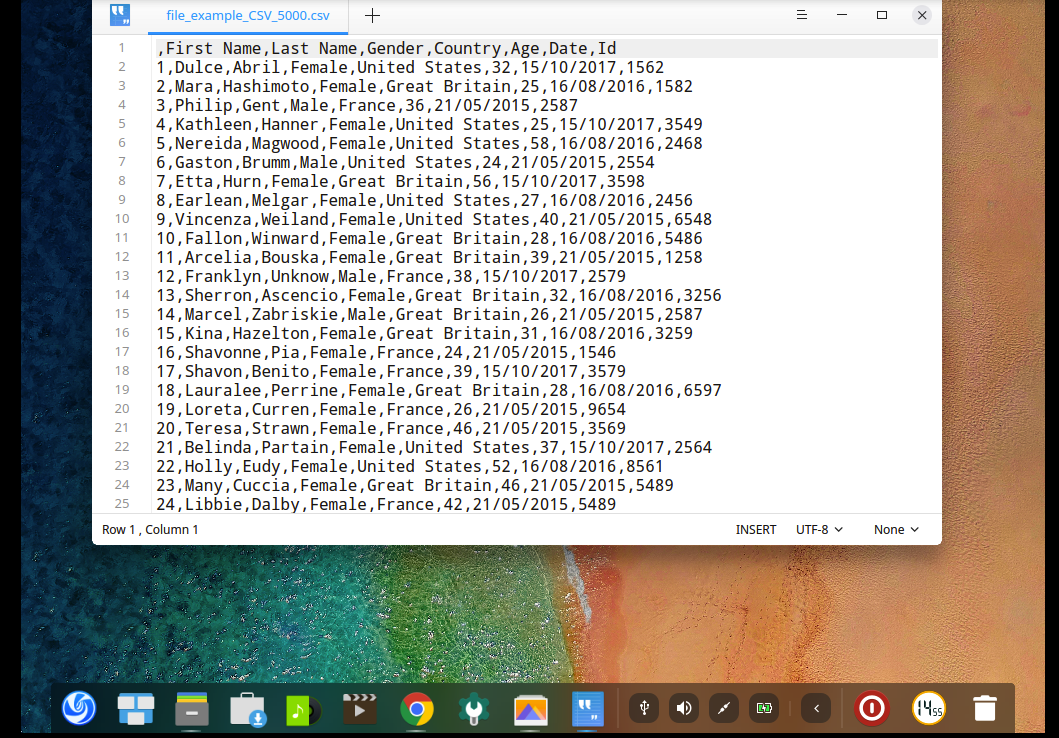 file_example_CSV_5000.csv
1 ,First Name,Last Name,Gender,Country,Age,Date,Id
2 1,Dulce,Abril,Female,United States,32,15/10/2017,1562
3 2,Mara,Hashimoto,Female,Great Britain,25,16/08/2016,1582
4 3,Philip,Gent,Male,France,36,21/05/2015,2587
5 4,Kathleen,Hanner,Female,United States,25,15/10/2017,3549
6 5,Nereida,Magwood,Female,United States,58,16/08/2016,2468
7 6,Gaston,Brumm,Male,United States,24,21/05/2015,2554
8 7,Etta,Hurn,Female,Great Britain,56,15/10/2017,3598
9 8,Earlean,Melgar,Female,United States,27,16/08/2016,2456
10 9,Vincenza,Weiland,Female,United States,40,21/05/2015,6548
11 10,Fallon,Winward,Female,Great Britain,28,16/08/2016,5486
12 11,Arcelia,Bouska,Female,Great Britain,39,21/05/2015,1258
13 12,Franklyn,Unknow,Male,France,38,15/10/2017,2579
14 13,Sherron,Ascencio,Female,Great Britain,32,16/08/2016,3256
15 14,Marcel,Zabriskie,Male,Great Britain,26,21/05/2015,2587
16 15,Kina,Hazelton,Female,Great Britain,31,16/08/2016,3259
17 16,Shavonne,Pia,Female,France,24,21/05/2015,1546
18 17,Shavon,Benito,Female,France,39,15/10/2017,3579
19 18,Lauralee,Perrine,Female,Great Britain,28,16/08/2016,6597
20 19,Loreta,Curren,Female,France,26,21/05/2015,9654
21 20,Teresa,Strawn,Female,France,46,21/05/2015,3569
22 21,Belinda,Partain,Female,United States,37,15/10/2017,2564
23 22,Holly,Eudy,Female,United States,52,16/08/2016,8561
24 23,Many,Cuccia,Female,Great Britain,46,21/05/2015,5489
25 24,Libbie,Dalby,Female,France,42,21/05/2015,5489
Row 1 , Column 1 INSERT UTF-8 None
1455